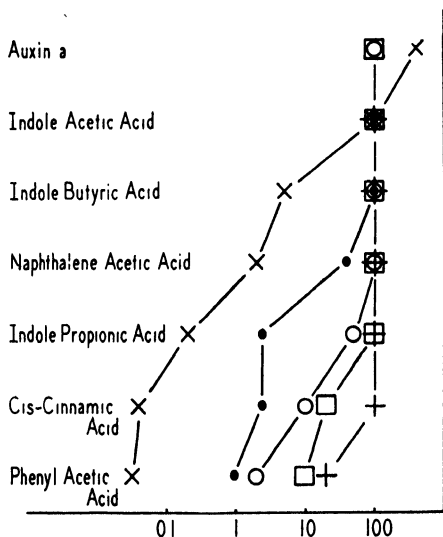 Auxin a
Indole Acetic Acid
Indole Butyric Acid
Naphthalene Acetic Acid
Indole Propionic Acid
Cis-Cinnamic
Acid
Phenyl Acetic
Acid
01 1 10 100